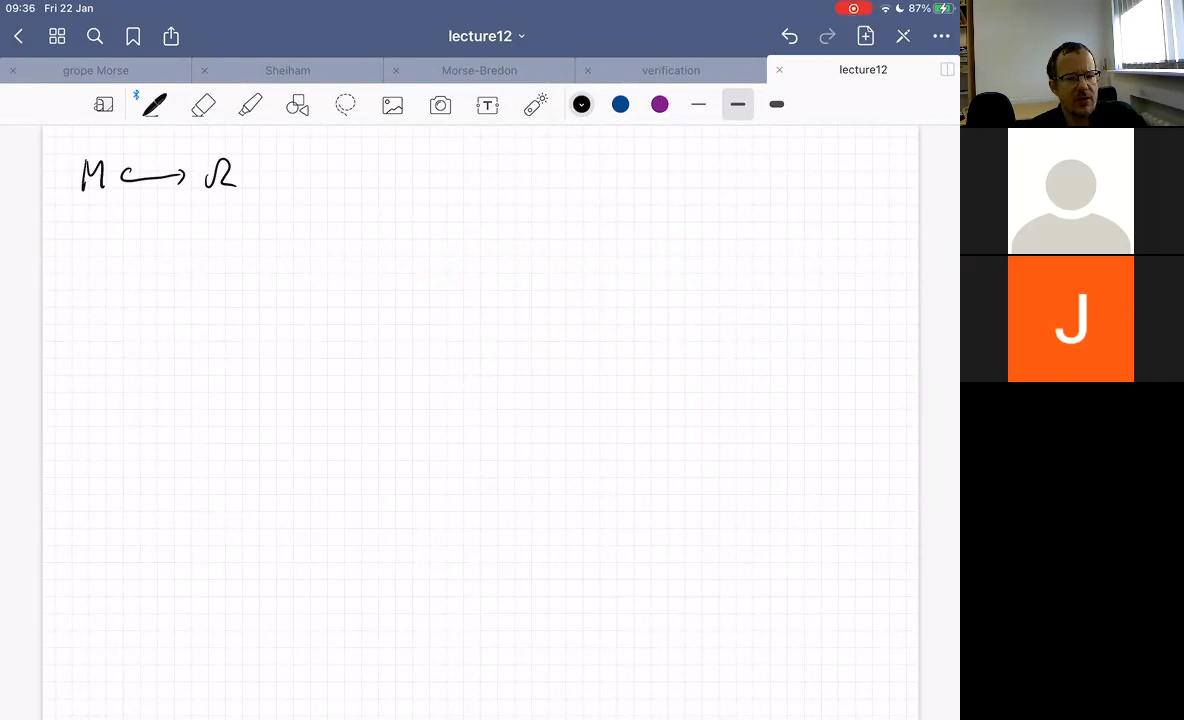 09:36 Fri 22 Jan
87%
lecture12
grope Morse
Sheiham
Morse-Bredon
verification
lecture12
T
M ↪ Ω
J